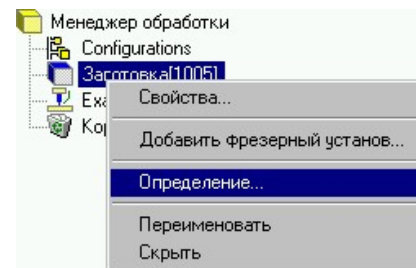 Менеджер обработки
Configurations
Заготовка[1005]
Свойства...
Добавить фрезерный установ...
Определение...
Переименовать
Скрыть